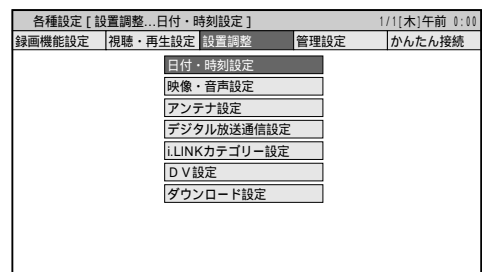 各種設定 [ 設置調整...日付・時刻設定 ] 1/1[木]午前 0:00
録画機能設定 視聴・再生設定 設置調整 管理設定 かんたん接続
日付・時刻設定
映像・音声設定
アンテナ設定
デジタル放送通信設定
i.LINKカテゴリー設定
ＤＶ設定
ダウンロード設定